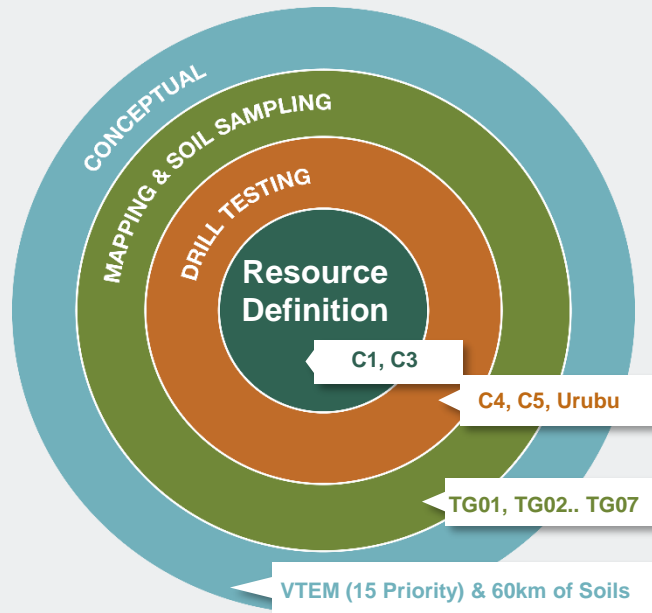 CONCEPTUAL
MAPPING & SOIL SAMPLING
DRILL TESTING
Resource
Definition
C1, C3
C4, C5, Urubu
TG01, TG02.. TG07
VTEM (15 Priority) & 60km of Soils